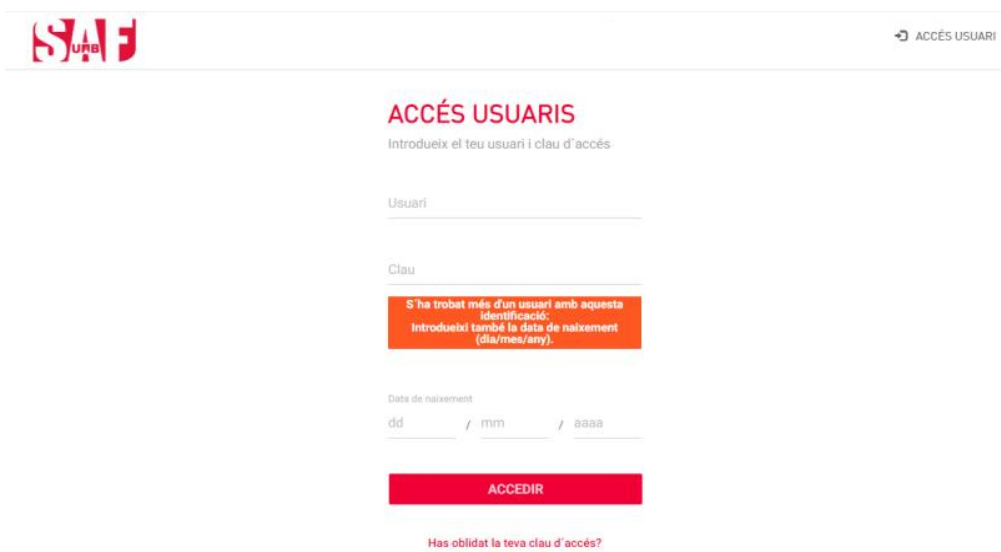 SAF
UAB
ACCÉS USUARI
ACCÉS USUARIS
Introdueix el teu usuari i clau d´accés
Usuari
Clau
S´ha trobat més d'un usuari amb aquesta
identificació:
Introdueixi també la data de naixement
(dia/mes/any).
Data de naixement
dd / mm / aaaa
ACCEDIR
Has oblidat la teva clau d´accés?